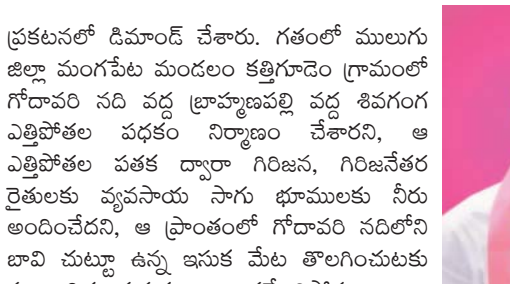 ప్రకటనలో డిమాండ్ చేశారు. గతంలో ములుగు
జిల్లా మంగపేట మండలం కత్తిగూడెం గ్రామంలో
గోదావరి నది వద్ద బ్రాహ్మణపల్లి వద్ద శివగంగ
ఎత్తిపోతల పధకం నిర్మాణం చేశారని, ఆ
ఎత్తిపోతల పతక ద్వారా గిరిజన, గిరిజనేతర
రైతులకు వ్యవసాయ సాగు భూములకు నీరు
అందించేదని, ఆ ప్రాంతంలో గోదావరి నదిలోని
బావి చుట్టూ ఉన్న ఇసుక మేట తొలగించుటకు